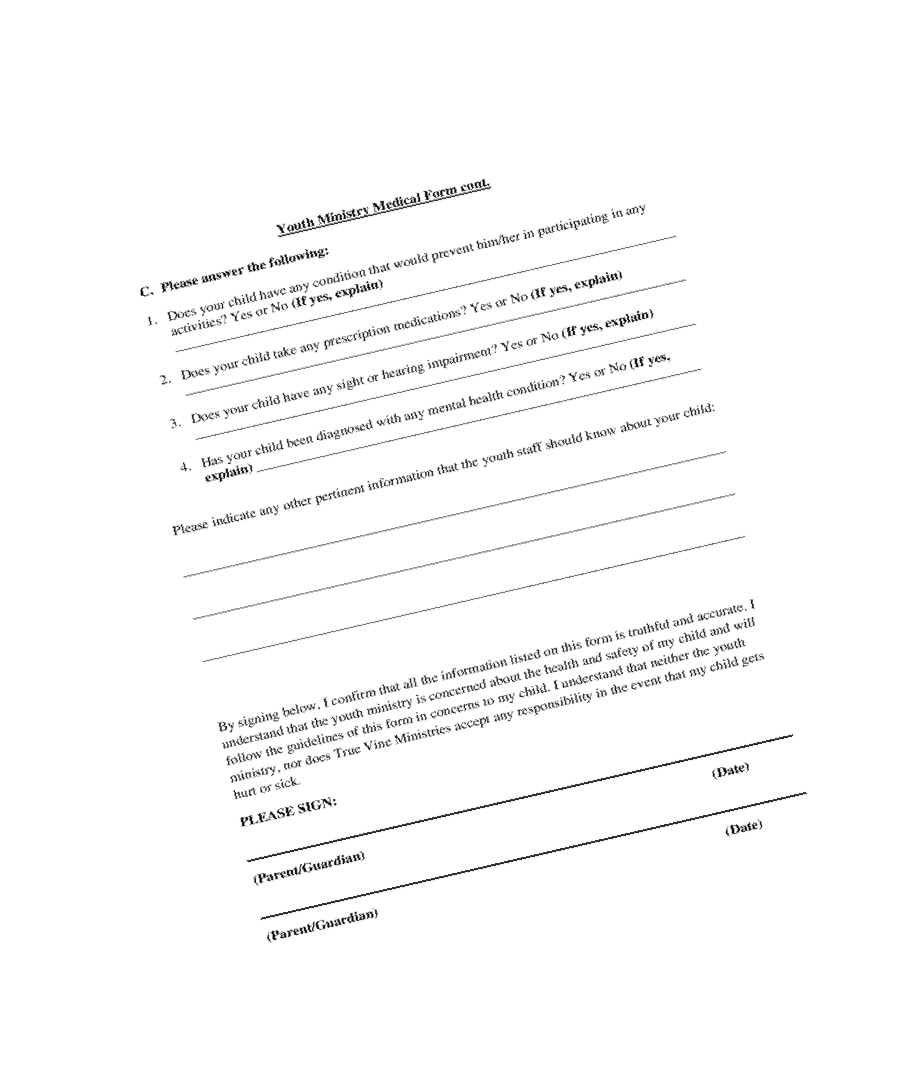 Youth Ministry Medical Form cont.
C. Please answer the following:
1. Does your child have any condition that would prevent him/her in participating in any
activities? Yes or No (If yes, explain)
2. Does your child take any prescription medications? Yes or No (If yes, explain)
3. Does your child have any sight or hearing impairment? Yes or No (If yes, explain)
4. Has your child been diagnosed with any mental health condition? Yes or No (If yes,
explain)
Please indicate any other pertinent information that the youth staff should know about your child:
By signing below, I confirm that all the information listed on this form is truthful and accurate. I
understand that the youth ministry is concerned about the health and safety of my child and will
follow the guidelines of this form in concerns to my child. I understand that neither the youth
ministry, nor does True Vine Ministries accept any responsibility in the event that my child gets
hurt or sick.
PLEASE SIGN:
(Date)
(Parent/Guardian)
(Date)
(Parent/Guardian)